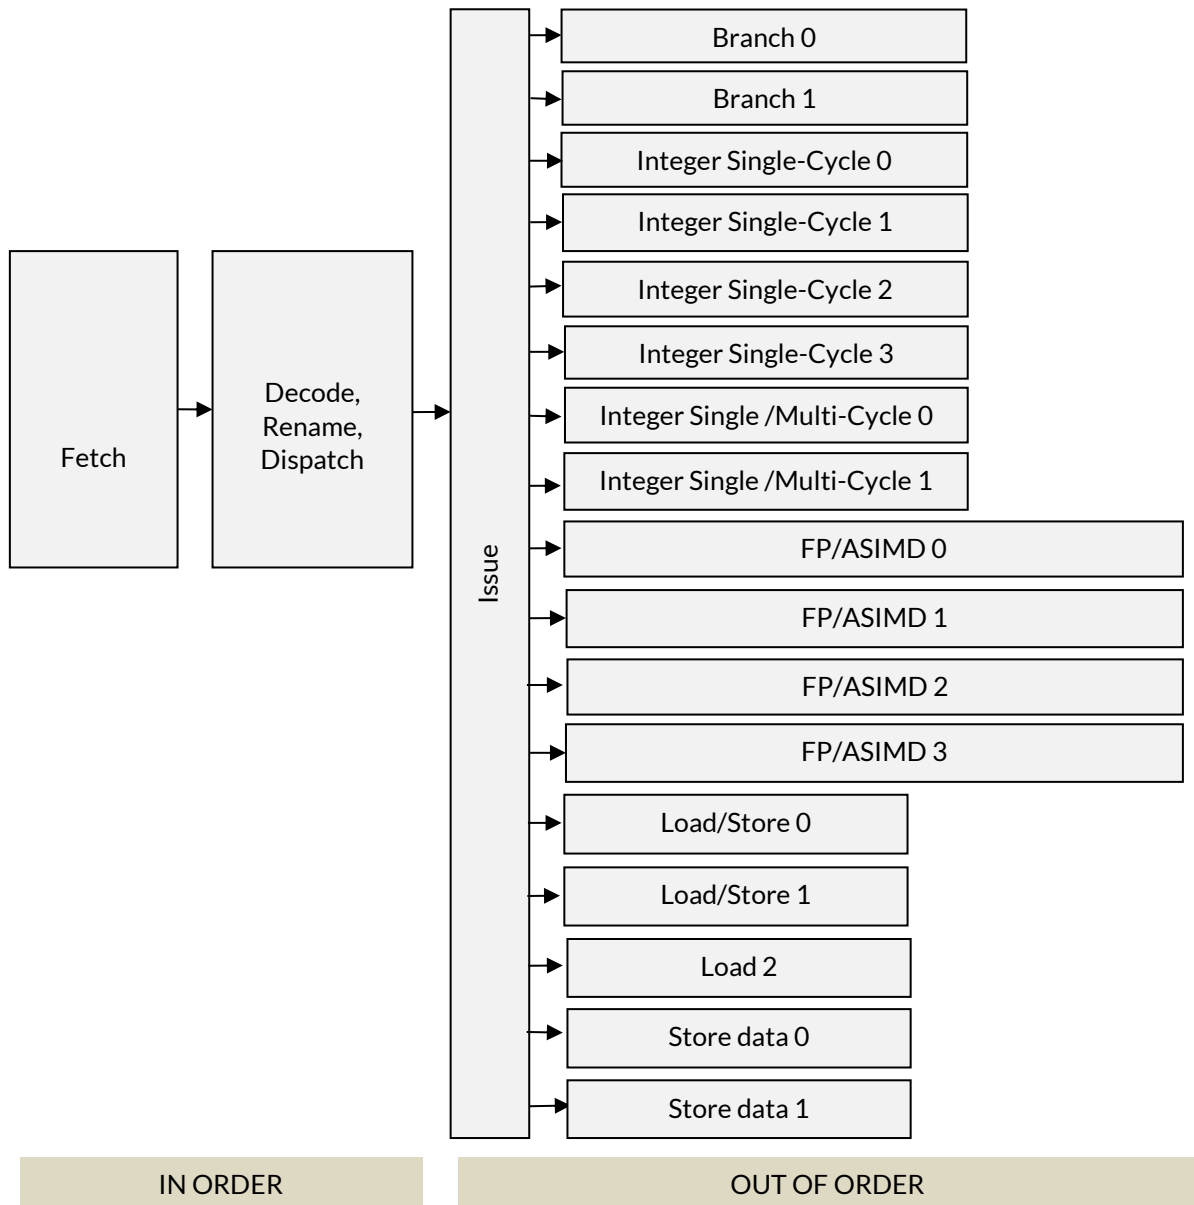 Fetch
Decode,
Rename,
Dispatch
Issue
Branch 0
Branch 1
Integer Single-Cycle 0
Integer Single-Cycle 1
Integer Single-Cycle 2
Integer Single-Cycle 3
Integer Single /Multi-Cycle 0
Integer Single /Multi-Cycle 1
FP/ASIMD 0
FP/ASIMD 1
FP/ASIMD 2
FP/ASIMD 3
Load/Store 0
Load/Store 1
Load 2
Store data 0
Store data 1
IN ORDER
OUT OF ORDER